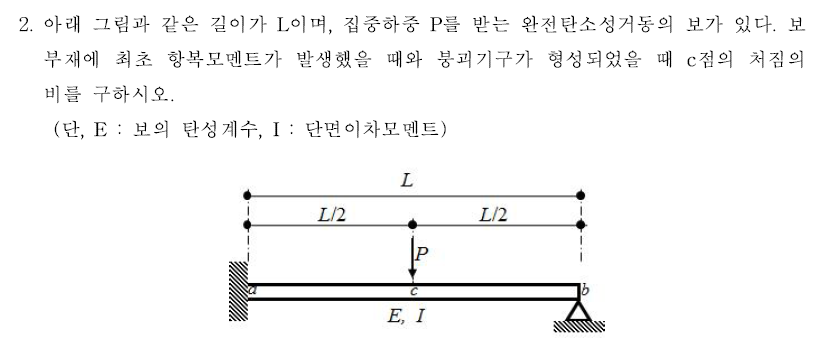 2. 아래 그림과 같은 길이가 L이며, 집중하중 P를 받는 완전탄소성거동의 보가 있다. 보
부재에 최초 항복모멘트가 발생했을 때와 붕괴기구가 형성되었을 때 c점의 처짐의
비를 구하시오.
(단, E : 보의 탄성계수, I : 단면이차모멘트)
L
L/2 L/2
P
a c b
E, I